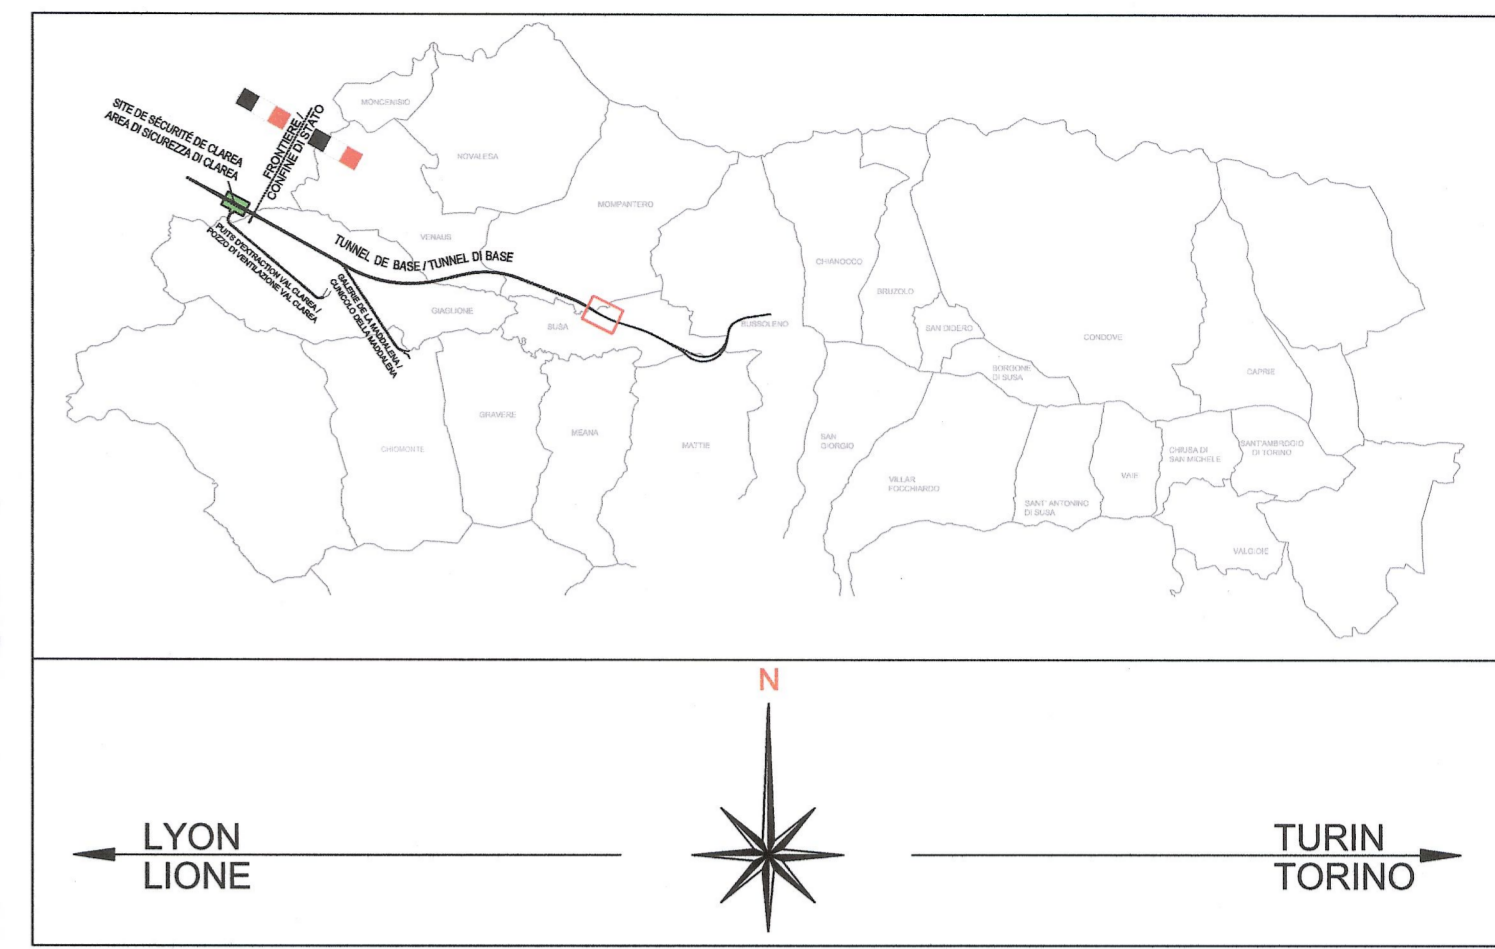 MONCENISIO
SITE DE SÉCURITÉ DE CLAREA
AREA DI SICUREZZA DI CLAREA
FRONTIERE /
CONFINE DI STATO
NOVALESA
MOMPANTERO
VENAUS
TUNNEL DE BASE / TUNNEL DI BASE
PUITS D'EXTRACTION VAL CLAREA /
POZZO DI VENTILAZIONE VAL CLAREA
GALERIE DE LA MADDALENA /
CUNICOLO DELLA MADDALENA
CHIANOCCO
BRUZOLO
GIAGLIONE
SUSA
BUSSOLENO
SAN DIDERO
CONDOVE
BORGONE
DI SUSA
CAPRIE
GRAVERE
MEANA
CHIOMONTE
MATTIE
SAN
GIORGIO
VILLAR
FOCCHIARDO
SANT' ANTONINO
DI SUSA
VAIE
CHIUSA DI
SAN MICHELE
SANT'AMBROGIO
DI TORINO
VALGIOIE
N
LYON
LIONE
TURIN
TORINO